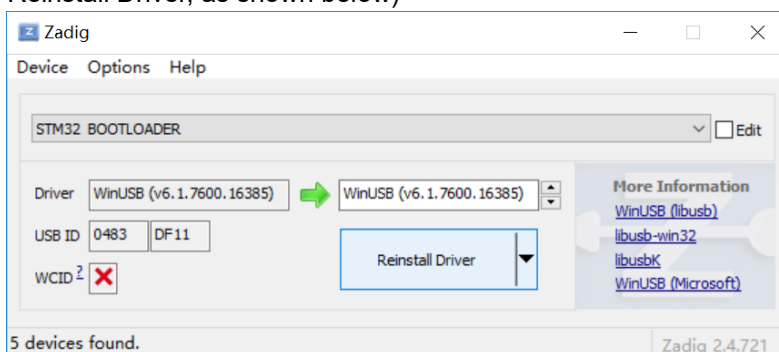 Reinstall Driver, as shown below)
Zadig
Device Options Help
STM32 BOOTLOADER
Edit
Driver WinUSB (v6.1.7600.16385) WinUSB (v6.1.7600.16385)
USB ID 0483 DF11
WCID ?
Reinstall Driver
More Information
WinUSB (libusb)
libusb-win32
libusbK
WinUSB (Microsoft)
5 devices found.
Zadig 2.4.721